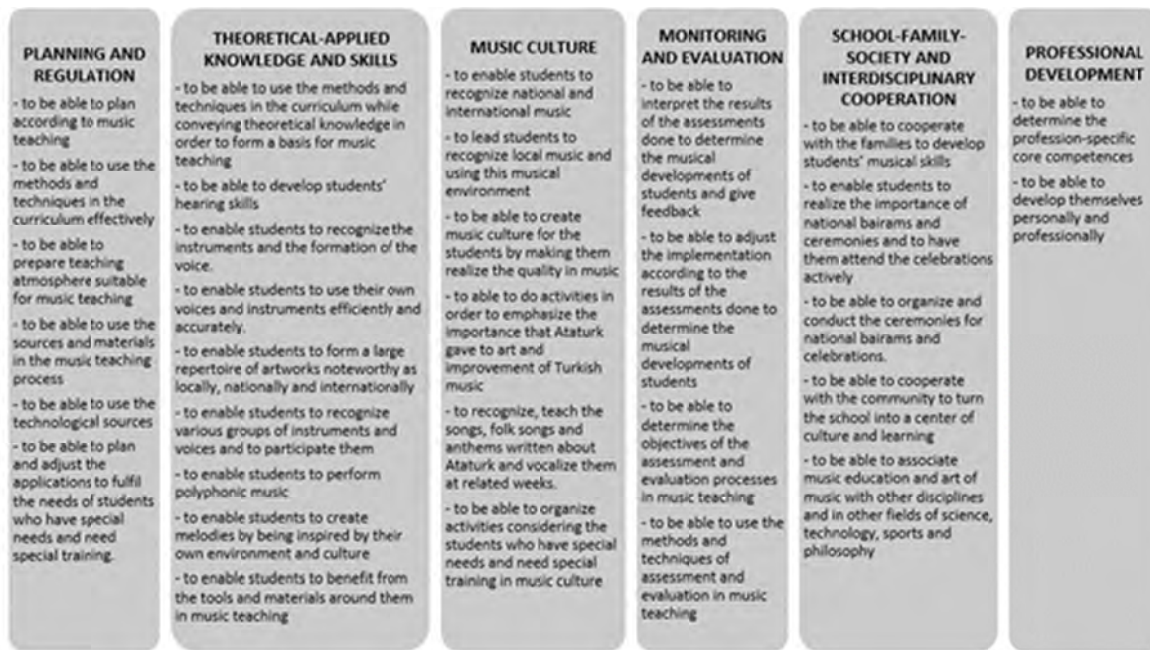 PLANNING AND
REGULATION
- to be able to plan
according to music
teaching
- to be able to use the
methods and
techniques in the
curriculum effectively
- to be able to
prepare teaching
atmosphere suitable
for music teaching
- to be able to use the
sources and materials
in the music teaching
process
- to be able to use the
technological sources
- to be able to plan
and adjust the
applications to fulfil
the needs of students
who have special
needs and need
special training.
THEORETICAL-APPLIED
KNOWLEDGE AND SKILLS
- to be able to use the methods and
techniques in the curriculum while
conveying theoretical knowledge in
order to form a basis for music
teaching
- to be able to develop students'
hearing skills
- to enable students to recognize the
instruments and the formation of the
voice.
- to enable students to use their own
voices and instruments efficiently and
accurately.
- to enable students to form a large
repertoire of artworks noteworthy as
locally, nationally and internationally
- to enable students to recognize
various groups of instruments and
voices and to participate them
- to enable students to perform
polyphonic music
- to enable students to create
melodies by being inspired by their
own environment and culture
- to enable students to benefit from
the tools and materials around them
in music teaching
MUSIC CULTURE
- to enable students to
recognize national and
international music
- to lead students to
recognize local music and
using this musical
environment
- to be able to create
music culture for the
students by making them
realize the quality in music
- to able to do activities in
order to emphasize the
importance that Ataturk
gave to art and
improvement of Turkish
music
- to recognize, teach the
songs, folk songs and
anthems written about
Ataturk and vocalize them
at related weeks.
- to be able to organize
activities considering the
students who have special
needs and need special
training in music culture
MONITORING
AND EVALUATION
- to be able to
interpret the results
of the assessments
done to determine
the musical
developments of
students and give
feedback
- to be able to adjust
the implementation
according to the
results of the
assessments done to
determine the
musical
developments of
students
- to be able to
determine the
objectives of the
assessment and
evaluation processes
in music teaching
- to be able to use the
methods and
techniques of
assessment and
evaluation in music
teaching
SCHOOL-FAMILY-
SOCIETY AND
INTERDISCIPLINARY
COOPERATION
- to be able to cooperate
with the families to develop
students' musical skills
- to enable students to
realize the importance of
national bairams and
ceremonies and to have
them attend the celebrations
actively
- to be able to organize and
conduct the ceremonies for
national bairams and
celebrations.
- to be able to cooperate
with the community to turn
the school into a center of
culture and learning
- to be able to associate
music education and art of
music with other disciplines
and in other fields of science,
technology, sports and
philosophy
PROFESSIONAL
DEVELOPMENT
- to be able to
determine the
profession-specific
core competences
- to be able to
develop themselves
personally and
professionally